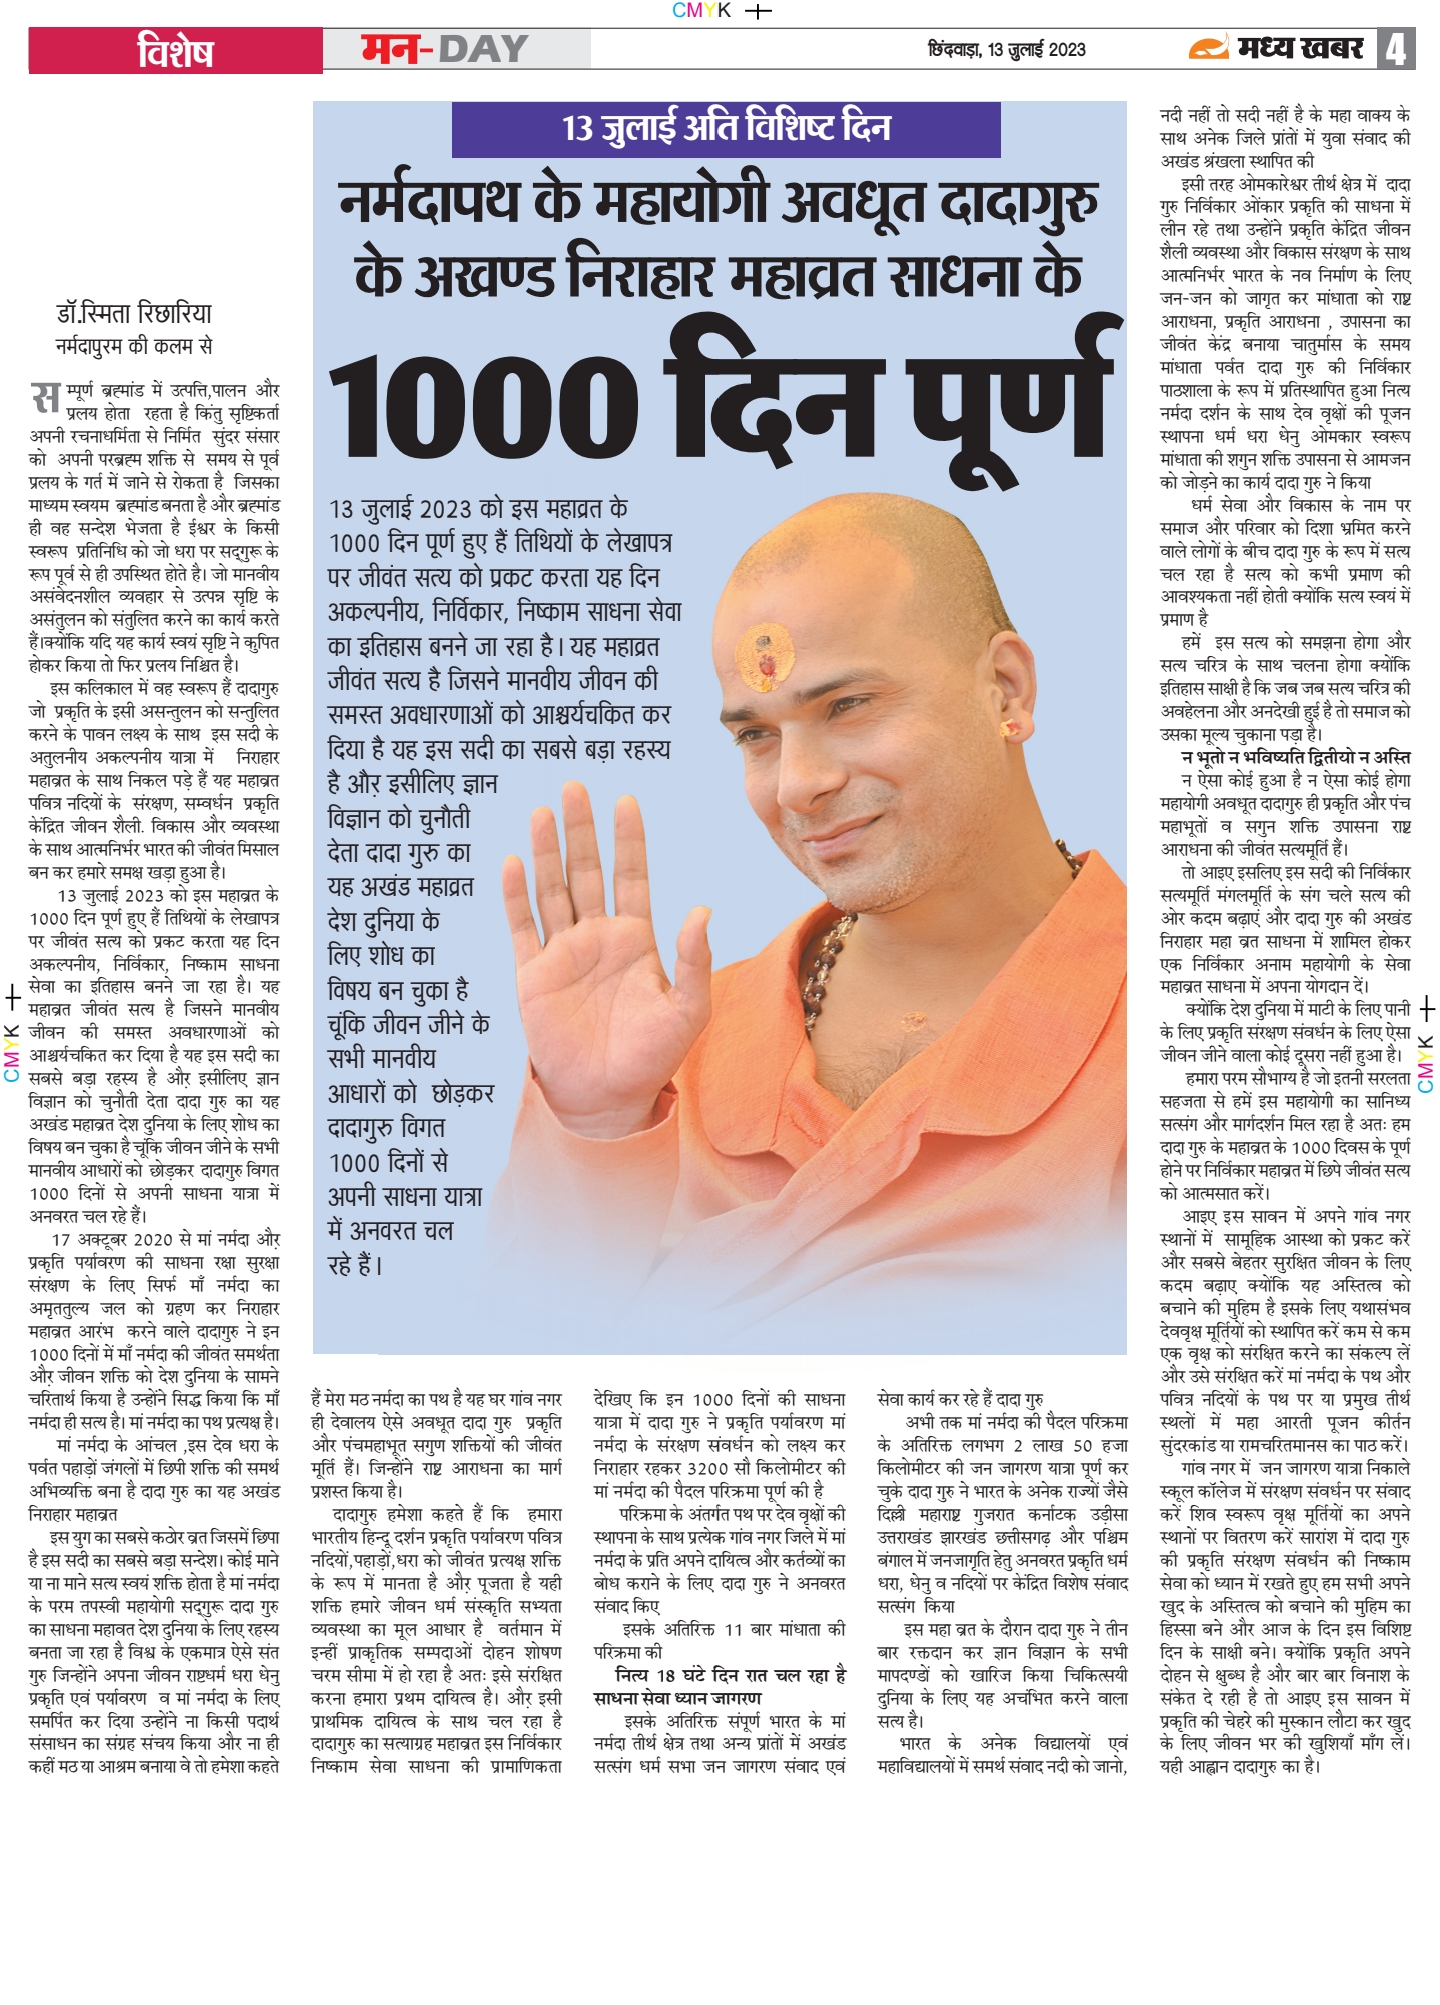 CMYK
विशेष
मन-DAY
छिंदवाड़ा, 13 जुलाई 2023
मध्य खबर
4
13 जुलाई अति विशिष्ट दिन
नर्मदापथ के महायोगी अवधूत दादागुरु
के अखण्ड निराहार महाव्रत साधना के
1000 दिन पूर्ण
13 जुलाई 2023 को इस महाव्रत के
1000 दिन पूर्ण हुए हैं तिथियों के लेखापत्र
पर जीवंत सत्य को प्रकट करता यह दिन
अकल्पनीय, निर्विकार, निष्काम साधना सेवा
का इतिहास बनने जा रहा है। यह महाव्रत
जीवंत सत्य है जिसने मानवीय जीवन की
समस्त अवधारणाओं को आश्चर्यचकित कर
दिया है यह इस सदी का सबसे बड़ा रहस्य
है और इसीलिए ज्ञान
विज्ञान को चुनौती
देता दादा गुरु का
यह अखंड महाव्रत
देश दुनिया के
लिए शोध का
विषय बन चुका है
चूंकि जीवन जीने के
सभी मानवीय
आधारों को छोड़कर
दादागुरु विगत
1000 दिनों से
अपनी साधना यात्रा
में अनवरत चल
रहे हैं।
डॉ.स्मिता रिछारिया
नर्मदापुरम की कलम से
सम्पूर्ण ब्रह्मांड में उत्पत्ति,पालन और
प्रलय होता रहता है किंतु सृष्टिकर्ता
अपनी रचनाधर्मिता से निर्मित सुंदर संसार
को अपनी परब्रह्म शक्ति से समय से पूर्व
प्रलय के गर्त में जाने से रोकता है जिसका
माध्यम स्वयम ब्रह्मांड बनता है और ब्रह्मांड
ही वह सन्देश भेजता है ईश्वर के किसी
स्वरूप प्रतिनिधि को जो धरा पर सद्गुरू के
रूप पूर्व से ही उपस्थित होते है। जो मानवीय
असंवेदनशील व्यवहार से उत्पन्न सृष्टि के
असंतुलन को संतुलित करने का कार्य करते
हैं।क्योंकि यदि यह कार्य स्वयं सृष्टि ने कुपित
होकर किया तो फिर प्रलय निश्चित है।
इस कलिकाल में वह स्वरूप हैं दादागुरु
जो प्रकृति के इसी असन्तुलन को सन्तुलित
करने के पावन लक्ष्य के साथ इस सदी के
अतुलनीय अकल्पनीय यात्रा में निराहार
महाव्रत के साथ निकल पड़े हैं यह महाव्रत
पवित्र नदियों के संरक्षण, सम्वर्धन प्रकृति
केंद्रित जीवन शैली. विकास और व्यवस्था
के साथ आत्मनिर्भर भारत की जीवंत मिसाल
बन कर हमारे समक्ष खड़ा हुआ है।
13 जुलाई 2023 को इस महाव्रत के
1000 दिन पूर्ण हुए हैं तिथियों के लेखापत्र
पर जीवंत सत्य को प्रकट करता यह दिन
अकल्पनीय, निर्विकार, निष्काम साधना
सेवा का इतिहास बनने जा रहा है। यह
महाव्रत जीवंत सत्य है जिसने मानवीय
जीवन की समस्त अवधारणाओं को
आश्चर्यचकित कर दिया है यह इस सदी का
सबसे बड़ा रहस्य है और इसीलिए ज्ञान
विज्ञान को चुनौती देता दादा गुरु का यह
अखंड महाव्रत देश दुनिया के लिए शोध का
विषय बन चुका है चूंकि जीवन जीने के सभी
मानवीय आधारों को छोड़कर दादागुरु विगत
1000 दिनों से अपनी साधना यात्रा में
अनवरत चल रहे हैं।
17 अक्टूबर 2020 से मां नर्मदा और
प्रकृति पर्यावरण की साधना रक्षा सुरक्षा
संरक्षण के लिए सिर्फ माँ नर्मदा का
अमृततुल्य जल को ग्रहण कर निराहार
महाव्रत आरंभ करने वाले दादागुरु ने इन
1000 दिनों में माँ नर्मदा की जीवंत समर्थता
और जीवन शक्ति को देश दुनिया के सामने
चरितार्थ किया है उन्होंने सिद्ध किया कि माँ
नर्मदा ही सत्य है। मां नर्मदा का पथ प्रत्यक्ष है।
मां नर्मदा के आंचल ,इस देव धरा के
पर्वत पहाड़ों जंगलों में छिपी शक्ति की समर्थ
अभिव्यक्ति बना है दादा गुरु का यह अखंड
निराहार महाव्रत
इस युग का सबसे कठोर व्रत जिसमें छिपा
है इस सदी का सबसे बड़ा सन्देश। कोई माने
या ना माने सत्य स्वयं शक्ति होता है मां नर्मदा
के परम तपस्वी महायोगी सद्गुरू दादा गुरु
का साधना महावत देश दुनिया के लिए रहस्य
बनता जा रहा है विश्व के एकमात्र ऐसे संत
गुरु जिन्होंने अपना जीवन राष्टधर्म धरा धेनु
प्रकृति एवं पर्यावरण व मां नर्मदा के लिए
समर्पित कर दिया उन्होंने ना किसी पदार्थ
संसाधन का संग्रह संचय किया और ना ही
कहीं मठ या आश्रम बनाया वे तो हमेशा कहते
हैं मेरा मठ नर्मदा का पथ है यह घर गांव नगर
ही देवालय ऐसे अवधूत दादा गुरु प्रकृति
और पंचमहाभूत सगुण शक्तियों की जीवंत
मूर्ति हैं। जिन्होंने राष्ट आराधना का मार्ग
प्रशस्त किया है।
दादागुरु हमेशा कहते हैं कि हमारा
भारतीय हिन्दू दर्शन प्रकृति पर्यावरण पवित्र
नदियों,पहाड़ों,धरा को जीवंत प्रत्यक्ष शक्ति
के रूप में मानता है और पूजता है यही
शक्ति हमारे जीवन धर्म संस्कृति सभ्यता
व्यवस्था का मूल आधार है वर्तमान में
इन्हीं प्राकृतिक सम्पदाओं दोहन शोषण
चरम सीमा में हो रहा है अतः इसे संरक्षित
करना हमारा प्रथम दायित्व है। और इसी
प्राथमिक दायित्व के साथ चल रहा है
दादागुरु का सत्याग्रह महाव्रत इस निर्विकार
निष्काम सेवा साधना की प्रामाणिकता
देखिए कि इन 1000 दिनों की साधना
यात्रा में दादा गुरु ने प्रकृति पर्यावरण मां
नर्मदा के संरक्षण संवर्धन को लक्ष्य कर
निराहार रहकर 3200 सौ किलोमीटर की
मां नर्मदा की पैदल परिक्रमा पूर्ण की है
परिक्रमा के अंतर्गत पथ पर देव वृक्षों की
स्थापना के साथ प्रत्येक गांव नगर जिले में मां
नर्मदा के प्रति अपने दायित्व और कर्तव्यों का
बोध कराने के लिए दादा गुरु ने अनवरत
संवाद किए
इसके अतिरिक्त 11 बार मांधाता की
परिक्रमा की
नित्य 18 घंटे दिन रात चल रहा है
साधना सेवा ध्यान जागरण
इसके अतिरिक्त संपूर्ण भारत के मां
नर्मदा तीर्थ क्षेत्र तथा अन्य प्रांतों में अखंड
सत्संग धर्म सभा जन जागरण संवाद एवं
सेवा कार्य कर रहे हैं दादा गुरु
अभी तक मां नर्मदा की पैदल परिक्रमा
के अतिरिक्त लगभग 2 लाख 50 हजा
किलोमीटर की जन जागरण यात्रा पूर्ण कर
चुके दादा गुरु ने भारत के अनेक राज्यों जैसे
दिल्ली महाराष्ट गुजरात कर्नाटक उड़ीसा
उत्तराखंड झारखंड छत्तीसगढ़ और पश्चिम
बंगाल में जनजागृति हेतु अनवरत प्रकृति धर्म
धरा, धेनु व नदियों पर केंद्रित विशेष संवाद
सत्संग किया
इस महा व्रत के दौरान दादा गुरु ने तीन
बार रक्तदान कर ज्ञान विज्ञान के सभी
मापदण्डों को खारिज किया चिकित्सयी
दुनिया के लिए यह अचंभित करने वाला
सत्य है।
भारत के अनेक विद्यालयों एवं
महाविद्यालयों में समर्थ संवाद नदी को जानो,
नदी नहीं तो सदी नहीं है के महा वाक्य के
साथ अनेक जिले प्रांतों में युवा संवाद की
अखंड श्रंखला स्थापित की
इसी तरह ओमकारेश्वर तीर्थ क्षेत्र में दादा
गुरु निर्विकार ओंकार प्रकृति की साधना में
लीन रहे तथा उन्होंने प्रकृति केंद्रित जीवन
शैली व्यवस्था और विकास संरक्षण के साथ
आत्मनिर्भर भारत के नव निर्माण के लिए
जन-जन को जागृत कर मांधाता को राष्ट
आराधना, प्रकृति आराधना , उपासना का
जीवंत केंद्र बनाया चातुर्मास के समय
मांधाता पर्वत दादा गुरु की निर्विकार
पाठशाला के रूप में प्रतिस्थापित हुआ नित्य
नर्मदा दर्शन के साथ देव वृक्षों की पूजन
स्थापना धर्म धरा धेनु ओमकार स्वरूप
मांधाता की शगुन शक्ति उपासना से आमजन
को जोड़ने का कार्य दादा गुरु ने किया
धर्म सेवा और विकास के नाम पर
समाज और परिवार को दिशा भ्रमित करने
वाले लोगों के बीच दादा गुरु के रूप में सत्य
चल रहा है सत्य को कभी प्रमाण की
आवश्यकता नहीं होती क्योंकि सत्य स्वयं में
प्रमाण है
हमें इस सत्य को समझना होगा और
सत्य चरित्र के साथ चलना होगा क्योंकि
इतिहास साक्षी है कि जब जब सत्य चरित्र की
अवहेलना और अनदेखी हुई है तो समाज को
उसका मूल्य चुकाना पड़ा है।
न भूतो न भविष्यति द्वितीयो न अस्ति
न ऐसा कोई हुआ है न ऐसा कोई होगा
महायोगी अवधूत दादागुरु ही प्रकृति और पंच
महाभूतों व सगुन शक्ति उपासना राष्ट
आराधना की जीवंत सत्यमूर्ति हैं।
तो आइए इसलिए इस सदी की निर्विकार
सत्यमूर्ति मंगलमूर्ति के संग चले सत्य की
ओर कदम बढ़ाएं और दादा गुरु की अखंड
निराहार महा व्रत साधना में शामिल होकर
एक निर्विकार अनाम महायोगी के सेवा
महाव्रत साधना में अपना योगदान दें।
क्योंकि देश दुनिया में माटी के लिए पानी
के लिए प्रकृति संरक्षण संवर्धन के लिए ऐसा
जीवन जीने वाला कोई दूसरा नहीं हुआ है।
हमारा परम सौभाग्य है जो इतनी सरलता
सहजता से हमें इस महायोगी का सानिध्य
सत्संग और मार्गदर्शन मिल रहा है अतः हम
दादा गुरु के महाव्रत के 1000 दिवस के पूर्ण
होने पर निर्विकार महाव्रत में छिपे जीवंत सत्य
को आत्मसात करें।
आइए इस सावन में अपने गांव नगर
स्थानों में सामूहिक आस्था को प्रकट करें
और सबसे बेहतर सुरक्षित जीवन के लिए
कदम बढ़ाए क्योंकि यह अस्तित्व को
बचाने की मुहिम है इसके लिए यथासंभव
देववृक्ष मूर्तियों को स्थापित करें कम से कम
एक वृक्ष को संरक्षित करने का संकल्प लें
और उसे संरक्षित करें मां नर्मदा के पथ और
पवित्र नदियों के पथ पर या प्रमुख तीर्थ
स्थलों में महा आरती पूजन कीर्तन
सुंदरकांड या रामचरितमानस का पाठ करें।
गांव नगर में जन जागरण यात्रा निकाले
स्कूल कॉलेज में संरक्षण संवर्धन पर संवाद
करें शिव स्वरूप वृक्ष मूर्तियों का अपने
स्थानों पर वितरण करें सारांश में दादा गुरु
की प्रकृति संरक्षण संवर्धन की निष्काम
सेवा को ध्यान में रखते हुए हम सभी अपने
खुद के अस्तित्व को बचाने की मुहिम का
हिस्सा बने और आज के दिन इस विशिष्ट
दिन के साक्षी बने। क्योंकि प्रकृति अपने
दोहन से क्षुब्ध है और बार बार विनाश के
संकेत दे रही है तो आइए इस सावन में
प्रकृति की चेहरे की मुस्कान लौटा कर खुद
के लिए जीवन भर की खुशियाँ माँग लें।
यही आह्वान दादागुरु का है।
CMYK
CMYK